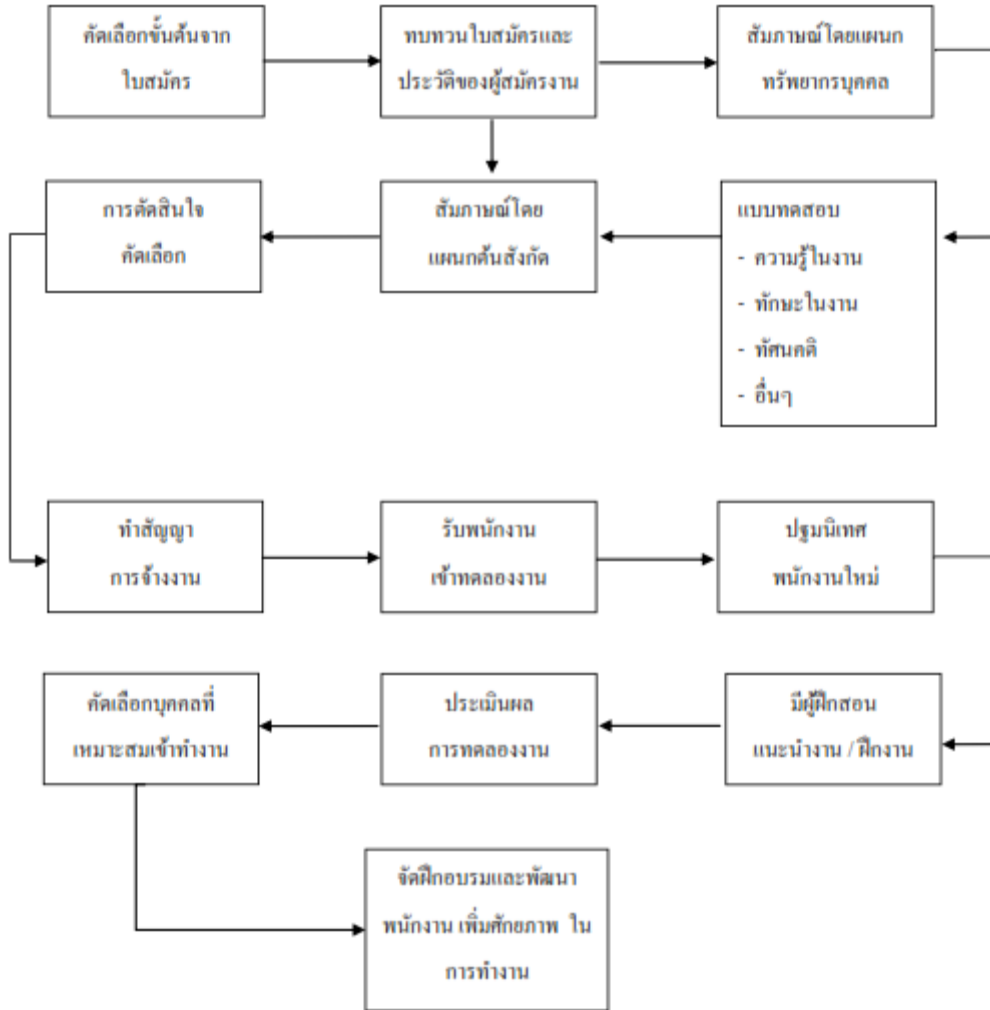 คัดเลือกขั้นต้นจาก
ใบสมัคร
ทบทวนใบสมัครและ
ประวัติของผู้สมัครงาน
สัมภาษณ์โดยแผนก
ทรัพยากรบุคคล
การตัดสินใจ
คัดเลือก
สัมภาษณ์โดย
แผนกต้นสังกัด
แบบทดสอบ
- ความรู้ในงาน
- ทักษะในงาน
- ทัศนคติ
- อื่นๆ
ทำสัญญา
การจ้างงาน
รับพนักงาน
เข้าทดลองงาน
ปฐมนิเทศ
พนักงานใหม่
คัดเลือกบุคคลที่
เหมาะสมเข้าทำงาน
ประเมินผล
การทดลองงาน
มีผู้ฝึกสอน
แนะนำงาน / ฝึกงาน
จัดฝึกอบรมและพัฒนา
พนักงาน เพิ่มศักยภาพ ใน
การทำงาน